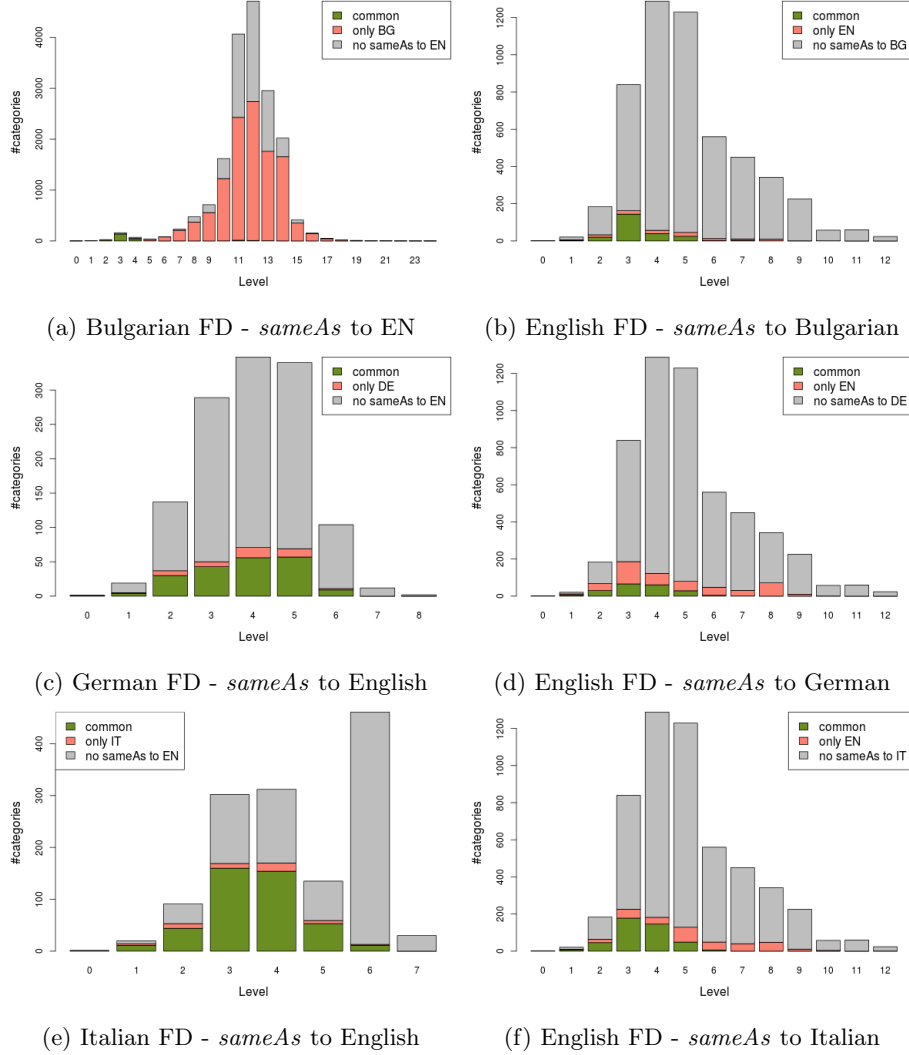 common
only BG
no sameAs to EN
#categories
0 1000 2000 3000 4000
0 1 2 3 4 5 6 7 8 9 11 13 15 17 19 21 23
Level
(a) Bulgarian FD - sameAs to EN
common
only EN
no sameAs to BG
#categories
0 200 400 600 800 1000 1200
0 1 2 3 4 5 6 7 8 9 10 11 12
Level
(b) English FD - sameAs to Bulgarian
common
only DE
no sameAs to EN
#categories
0 50 100 150 200 250 300
0 1 2 3 4 5 6 7 8
Level
(c) German FD - sameAs to English
common
only EN
no sameAs to DE
#categories
0 200 400 600 800 1000 1200
0 1 2 3 4 5 6 7 8 9 10 11 12
Level
(d) English FD - sameAs to German
common
only IT
no sameAs to EN
#categories
0 100 200 300 400
0 1 2 3 4 5 6 7
Level
(e) Italian FD - sameAs to English
common
only EN
no sameAs to IT
#categories
0 200 400 600 800 1000 1200
0 1 2 3 4 5 6 7 8 9 10 11 12
Level
(f) English FD - sameAs to Italian